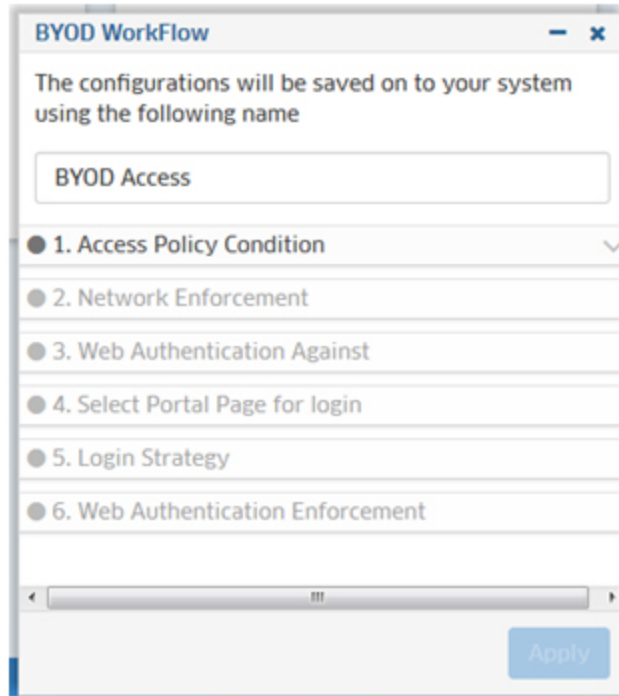 BYOD WorkFlow
The configurations will be saved on to your system
using the following name
BYOD Access
1. Access Policy Condition
2. Network Enforcement
3. Web Authentication Against
4. Select Portal Page for login
5. Login Strategy
6. Web Authentication Enforcement
Apply